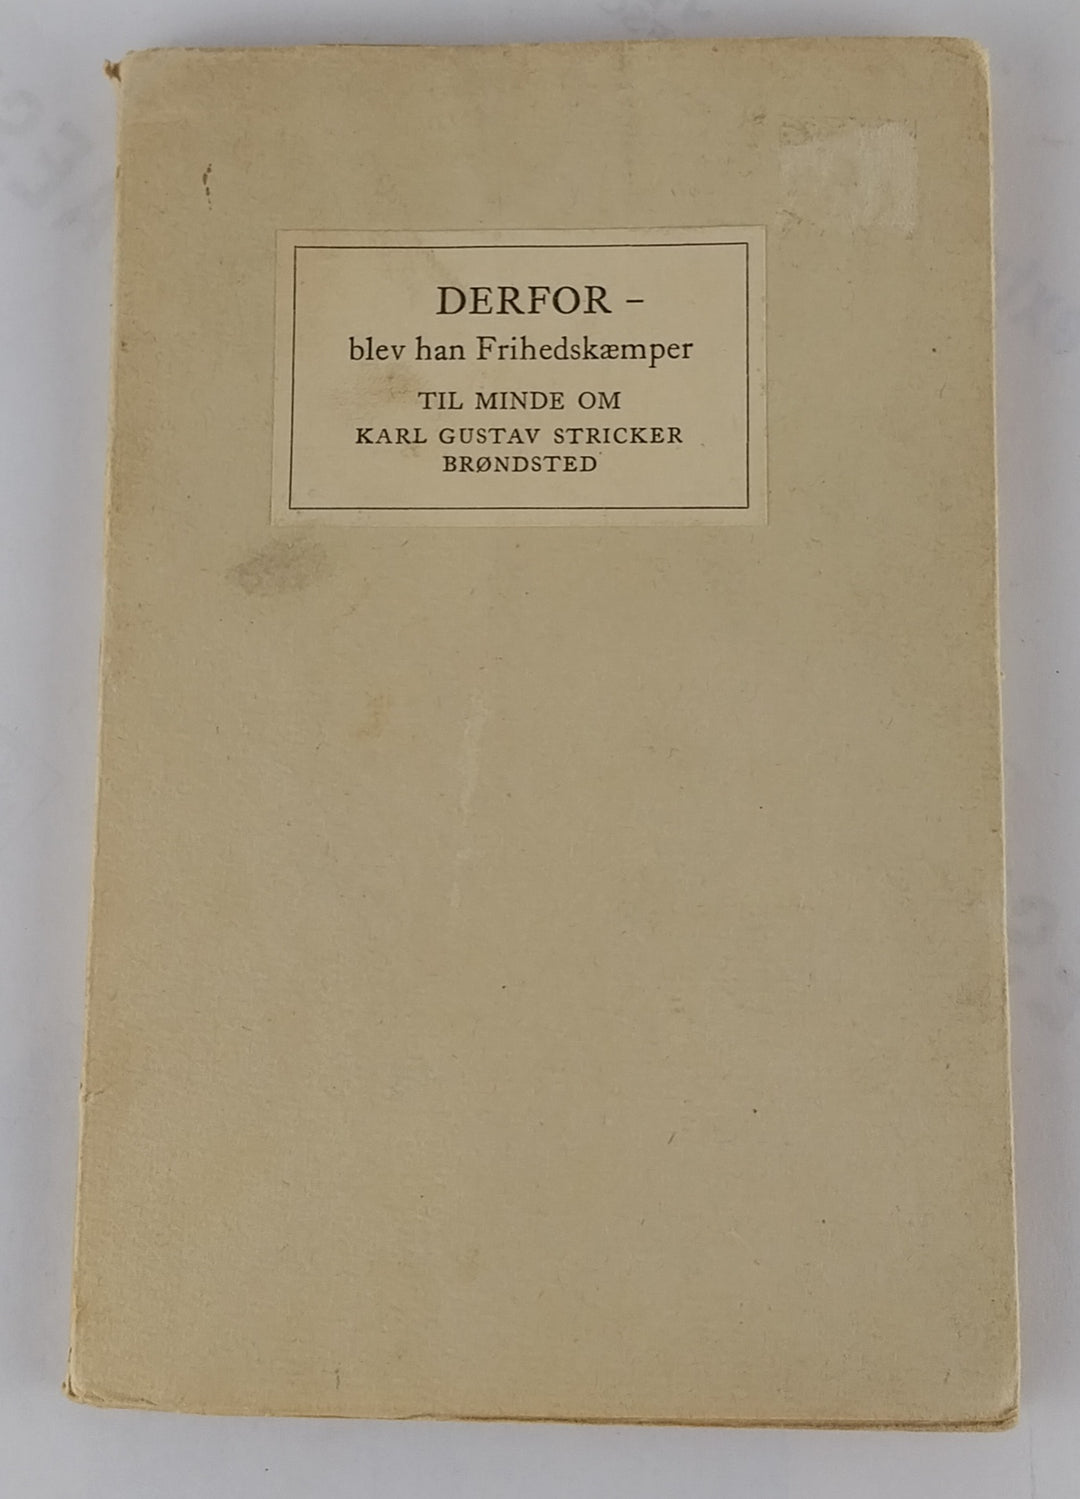 DERFOR –
blev han Frihedskæmper
TIL MINDE OM
KARL GUSTAV STRICKER
BRØNDSTED